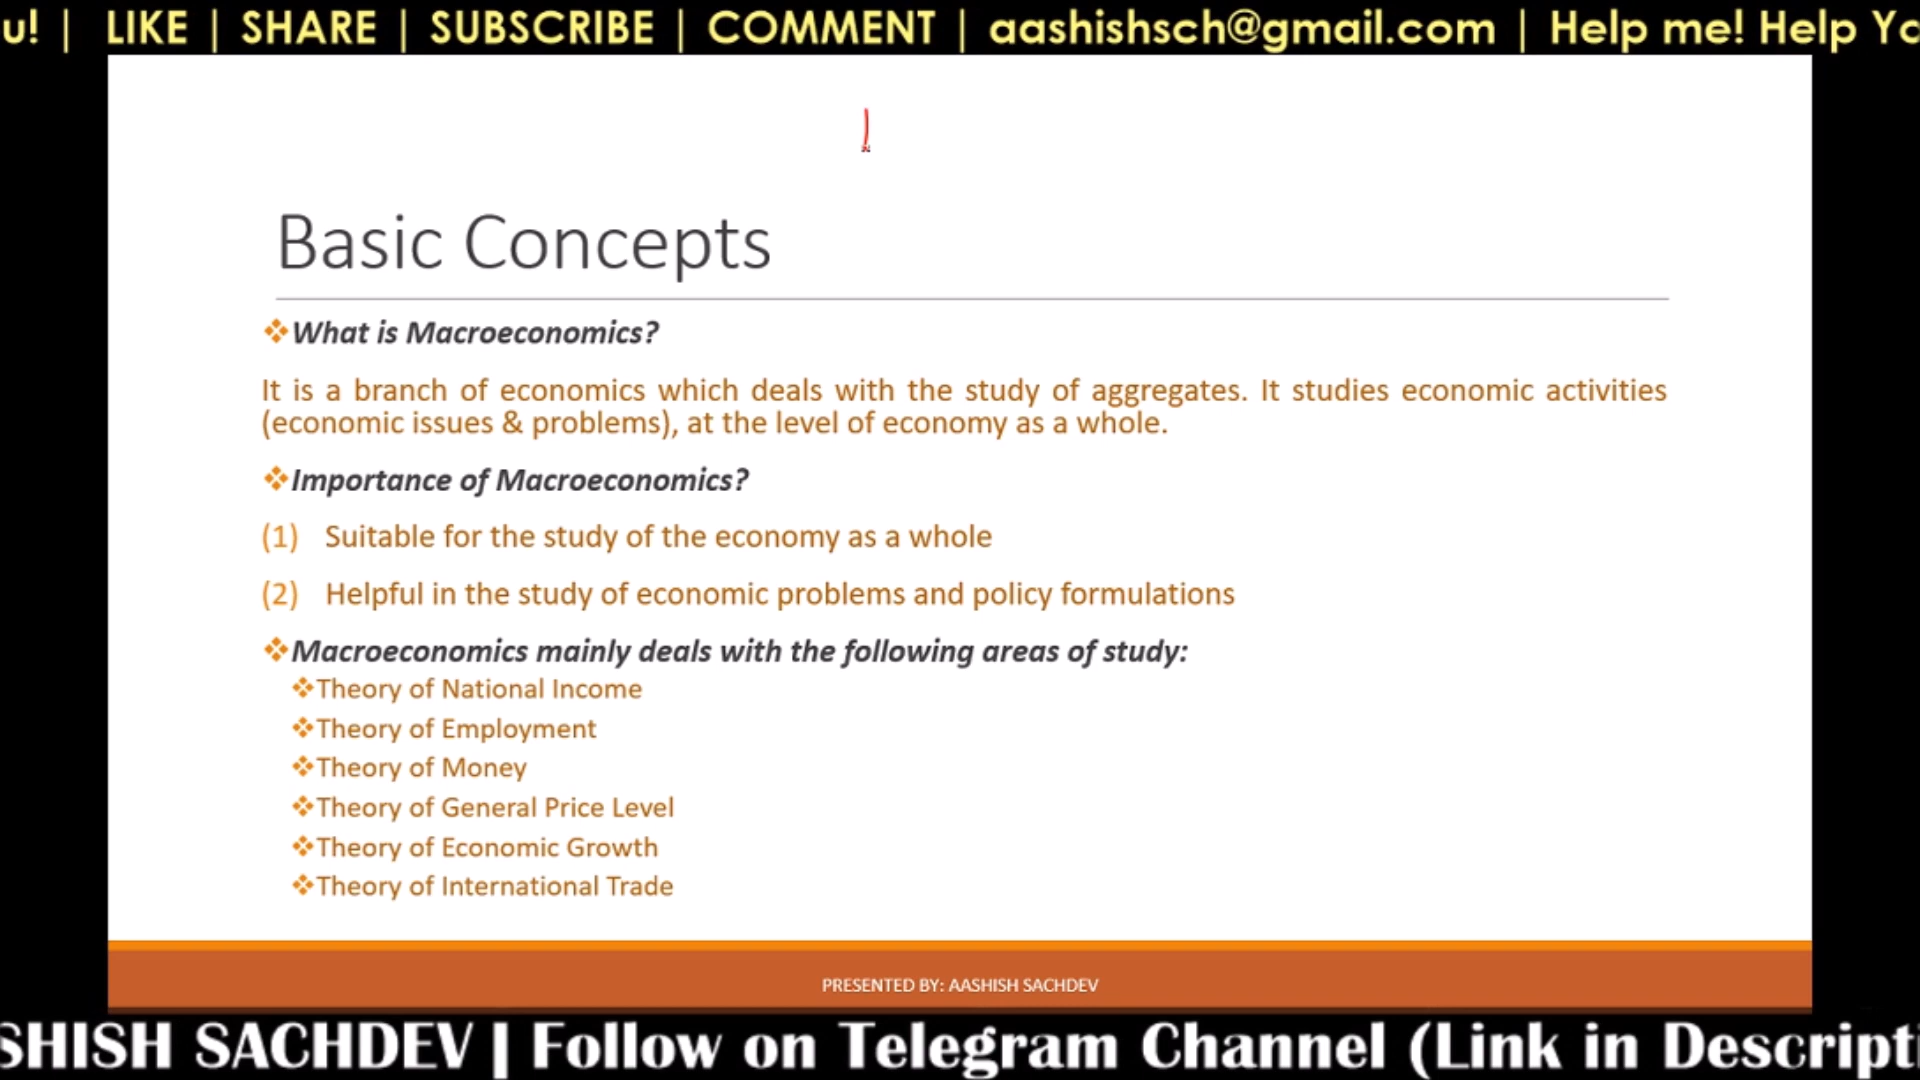 u! | LIKE | SHARE | SUBSCRIBE | COMMENT | aashishsch@gmail.com | Help me! Help Yo
Basic Concepts
❖What is Macroeconomics?
It is a branch of economics which deals with the study of aggregates. It studies economic activities
(economic issues & problems), at the level of economy as a whole.
❖Importance of Macroeconomics?
(1) Suitable for the study of the economy as a whole
(2) Helpful in the study of economic problems and policy formulations
❖Macroeconomics mainly deals with the following areas of study:
❖Theory of National Income
❖Theory of Employment
❖Theory of Money
❖Theory of General Price Level
❖Theory of Economic Growth
❖Theory of International Trade
PRESENTED BY: AASHISH SACHDEV
SHISH SACHDEV | Follow on Telegram Channel (Link in Descripti